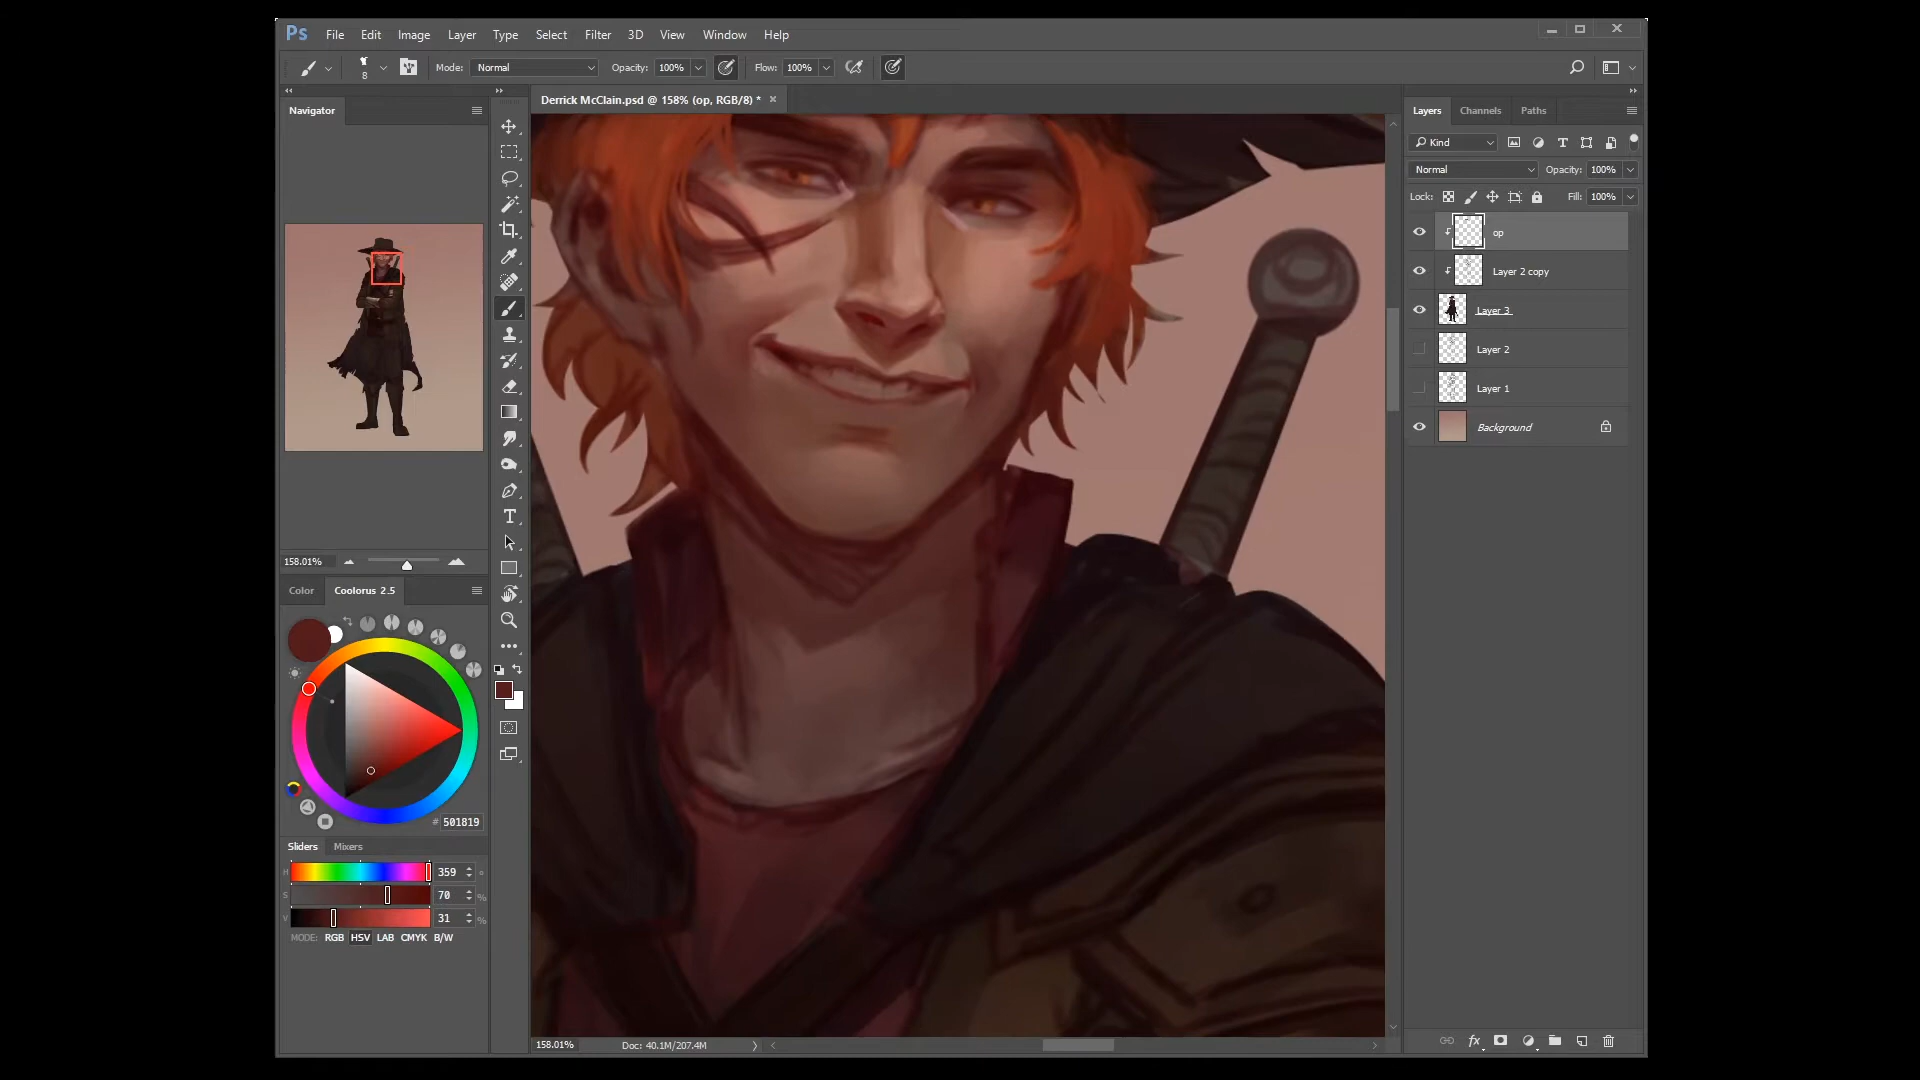 Ps File Edit Image Layer Type Select Filter 3D View Window Help
8 Mode: Normal Opacity: 100% Flow: 100%
Navigator
Derrick McClain.psd @ 158% (op, RGB/8) *
Layers Channels Paths
Kind
Normal Opacity: 100%
Lock: Fill: 100%
op
Layer 2 copy
Layer 3
Layer 2
Layer 1
Background
158.01%
Color Coolorus 2.5
# 501819
Sliders Mixers
H 359 °
S 70 %
V 31 %
MODE: RGB HSV LAB CMYK B/W
158.01% Doc: 40.1M/207.4M
fx